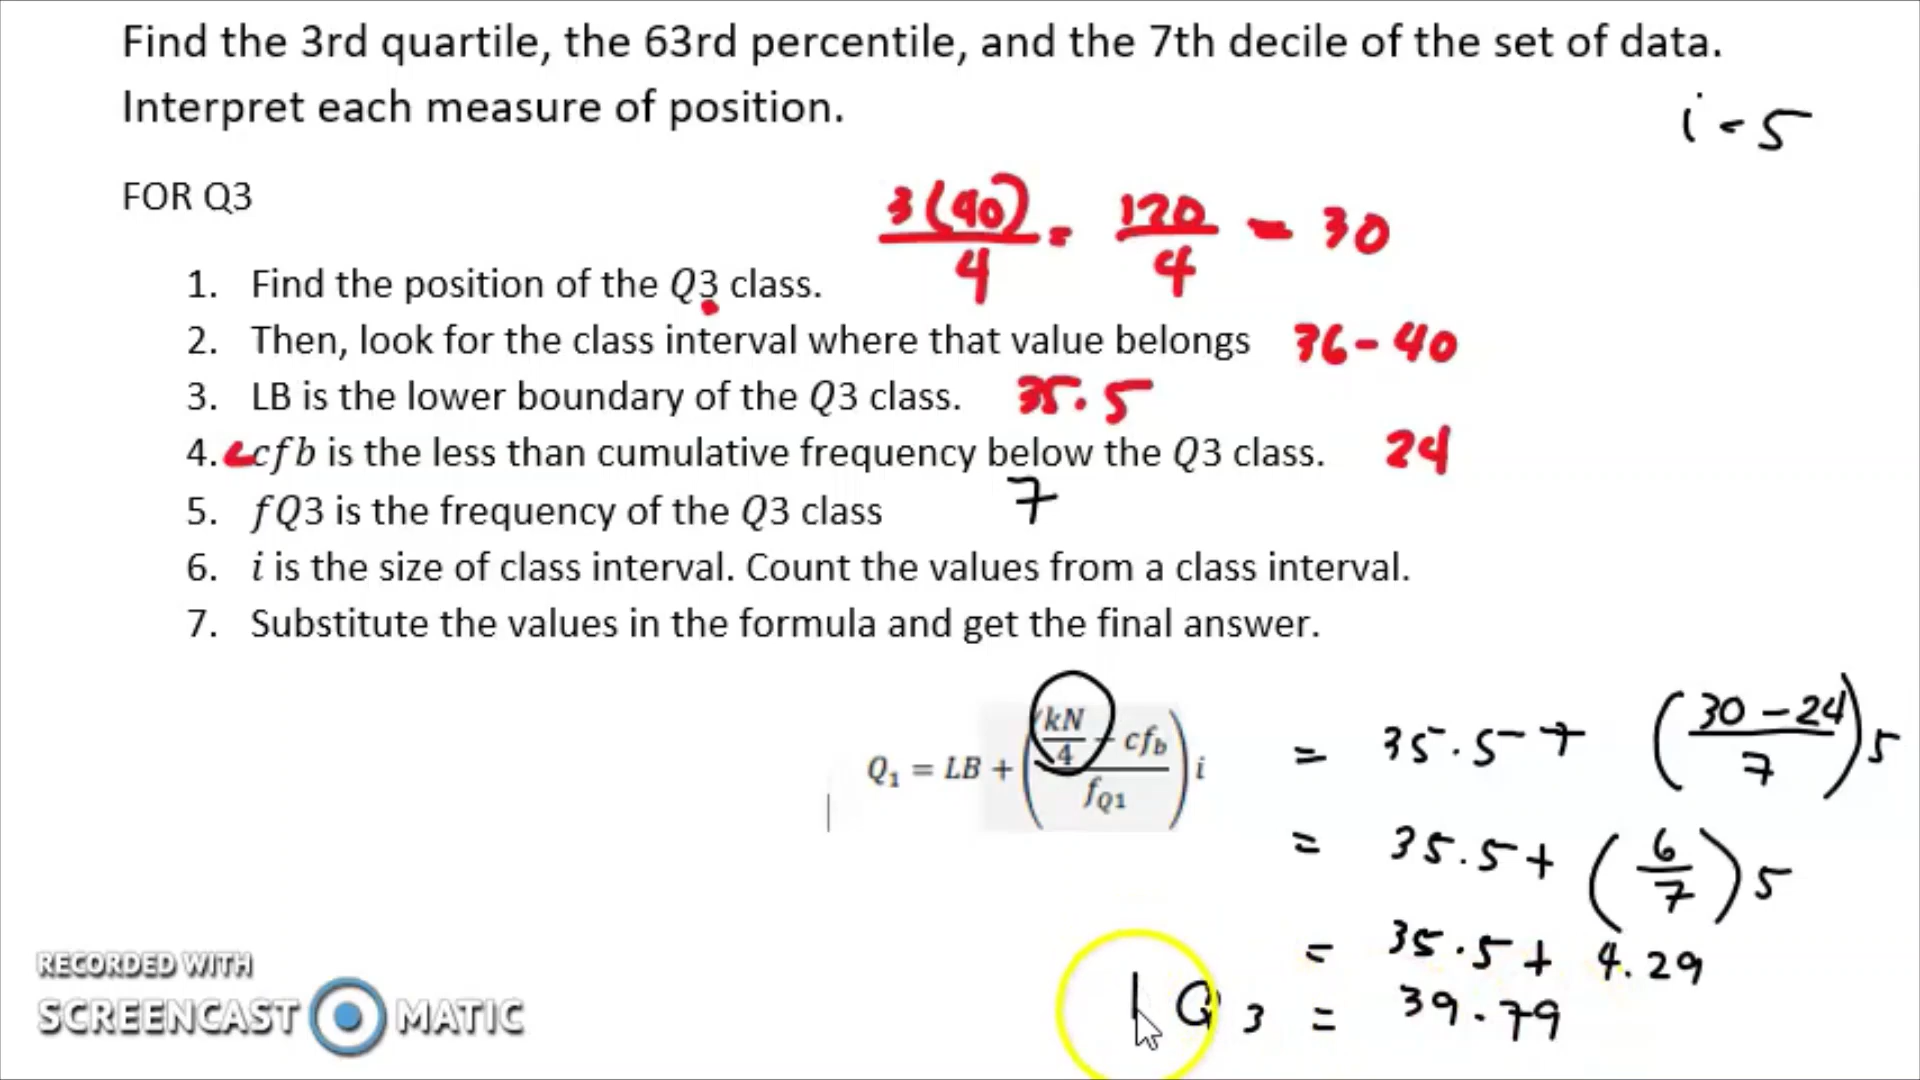 Find the 3rd quartile, the 63rd percentile, and the 7th decile of the set of data.
Interpret each measure of position.
i = 5
FOR Q3
3(40)/4 = 120/4 = 30
1. Find the position of the Q3 class.
2. Then, look for the class interval where that value belongs 36-40
3. LB is the lower boundary of the Q3 class. 35.5
4. <cfb is the less than cumulative frequency below the Q3 class. 24
5. fQ3 is the frequency of the Q3 class 7
6. i is the size of class interval. Count the values from a class interval.
7. Substitute the values in the formula and get the final answer.
Q₁ = LB + ((kN/4 - cf_b)/f_Q1) i = 35.5 + ((30-24)/7)5
= 35.5 + (6/7)5
= 35.5 + 4.29
Q3 = 39.79
RECORDED WITH
SCREENCAST MATIC